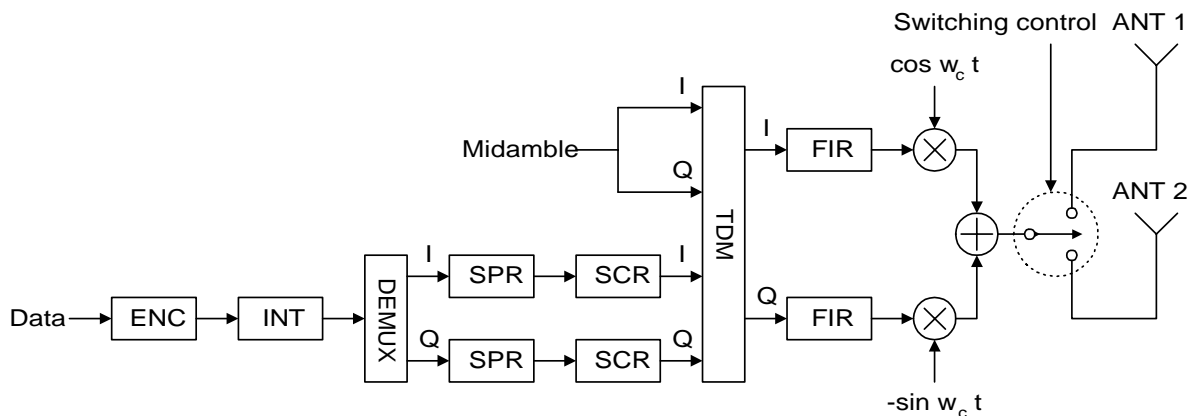 Switching control ANT 1
cos w_c t
I
I
Midamble
FIR
Q
ANT 2
TDM
I
I
SPR
SCR
DEMUX
Q
Data
ENC
INT
FIR
Q
Q
SPR
SCR
-sin w_c t